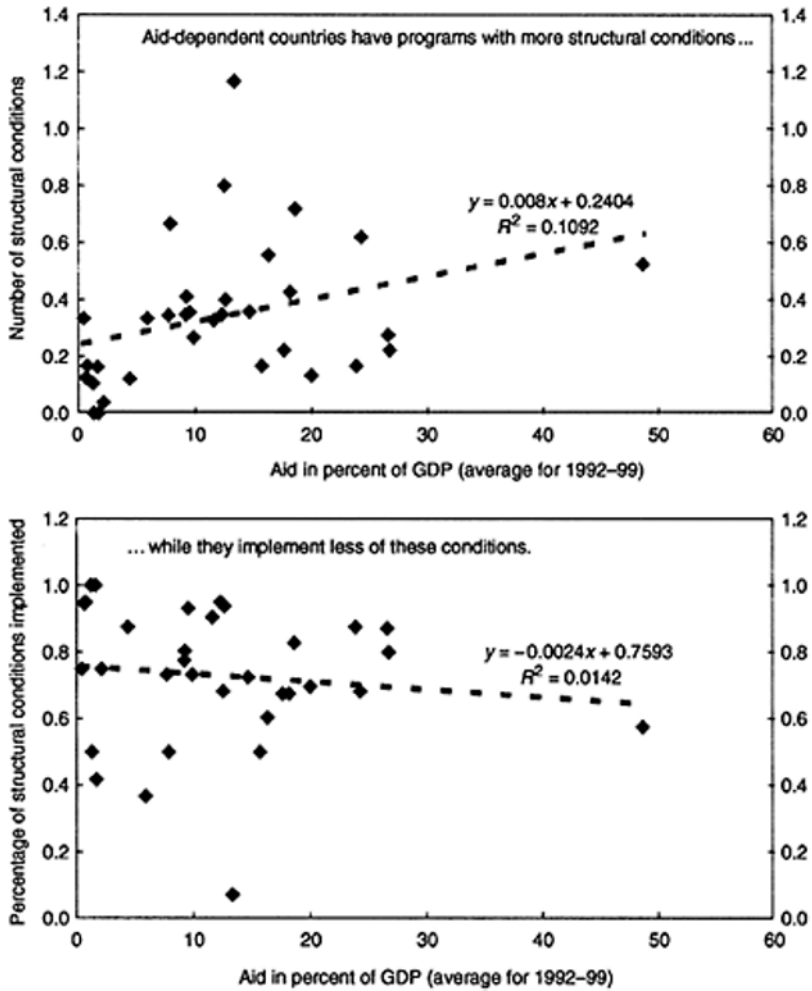 Aid-dependent countries have programs with more structural conditions ...
1.4 1.4
1.2 1.2
1.0 1.0
0.8 0.8
y = 0.008x + 0.2404
R² = 0.1092
0.6 0.6
0.4 0.4
0.2 0.2
0.0 0.0
Number of structural conditions
0 10 20 30 40 50 60
Aid in percent of GDP (average for 1992–99)
1.2 1.2
... while they implement less of these conditions.
1.0 1.0
0.8 0.8
y = −0.0024x + 0.7593
R² = 0.0142
0.6 0.6
0.4 0.4
0.2 0.2
0.0 0.0
Percentage of structural conditions implemented
0 10 20 30 40 50 60
Aid in percent of GDP (average for 1992–99)